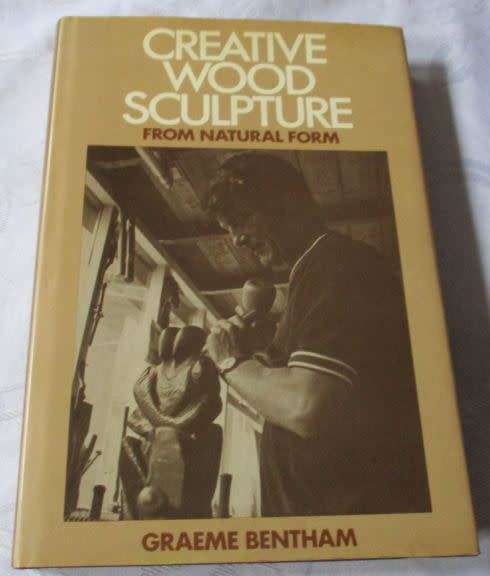 CREATIVE
WOOD
SCULPTURE
FROM NATURAL FORM
GRAEME BENTHAM